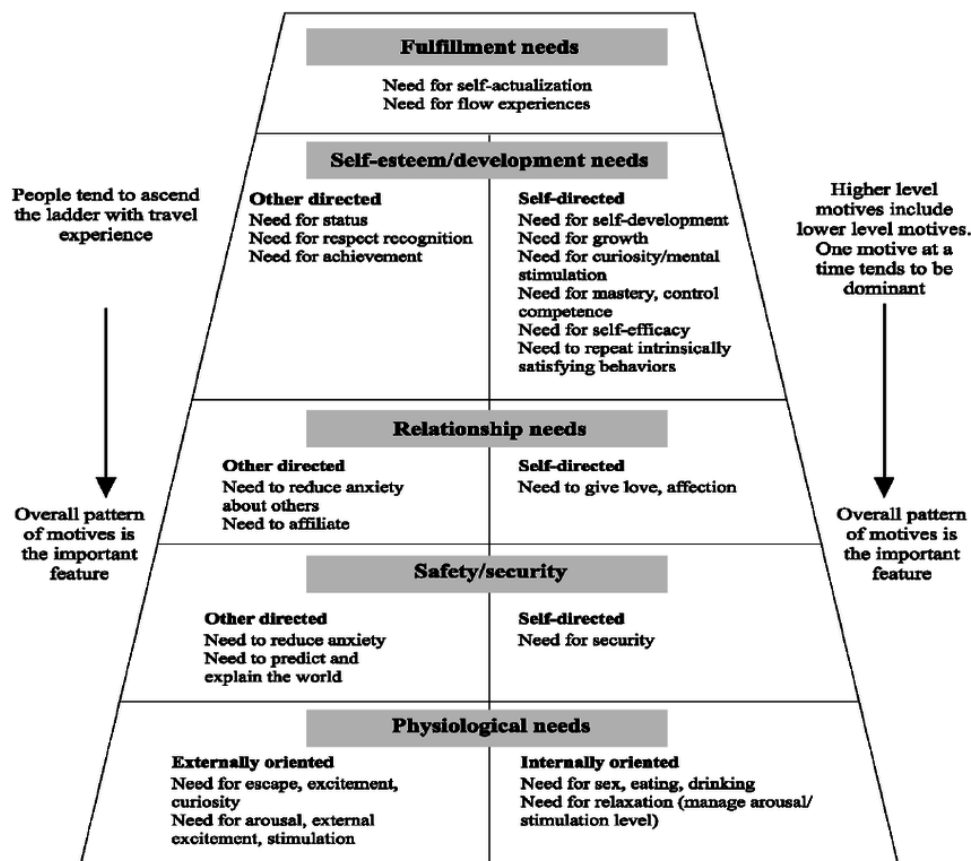 Fulfillment needs
Need for self-actualization
Need for flow experiences
Self-esteem/development needs
People tend to ascend
the ladder with travel
experience
Other directed
Need for status
Need for respect recognition
Need for achievement
Self-directed
Need for self-development
Need for growth
Need for curiosity/mental
stimulation
Need for mastery, control
competence
Need for self-efficacy
Need to repeat intrinsically
satisfying behaviors
Higher level
motives include
lower level motives.
One motive at a
time tends to be
dominant
Relationship needs
Other directed
Need to reduce anxiety
about others
Need to affiliate
Self-directed
Need to give love, affection
Overall pattern
of motives is
the important
feature
Overall pattern
of motives is
the important
feature
Safety/security
Other directed
Need to reduce anxiety
Need to predict and
explain the world
Self-directed
Need for security
Physiological needs
Externally oriented
Need for escape, excitement,
curiosity
Need for arousal, external
excitement, stimulation
Internally oriented
Need for sex, eating, drinking
Need for relaxation (manage arousal/
stimulation level)